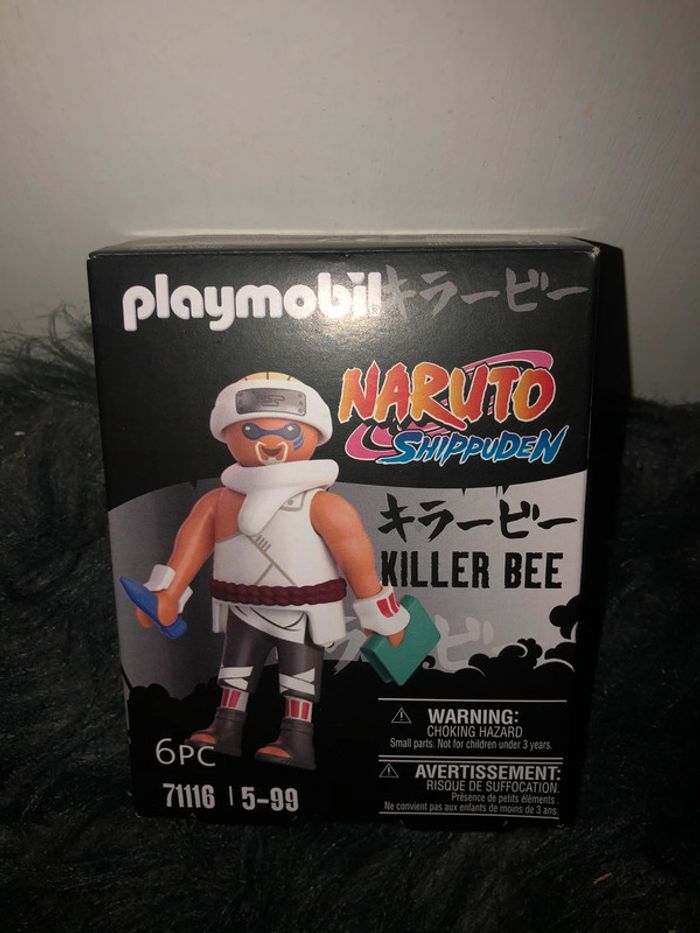 playmobil キラービー
NARUTO
SHIPPUDEN
キラービー
KILLER BEE
6PC
71116 | 5-99
WARNING:
CHOKING HAZARD
Small parts. Not for children under 3 years.
AVERTISSEMENT:
RISQUE DE SUFFOCATION.
Présence de petits éléments.
Ne convient pas aux enfants de moins de 3 ans.